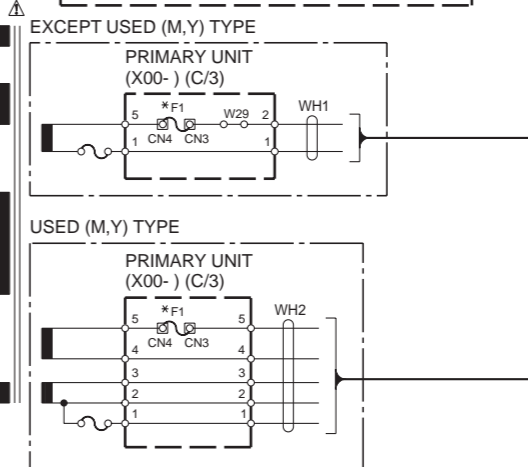 EXCEPT USED (M,Y) TYPE
PRIMARY UNIT
(X00- ) (C/3)
5 *F1 W29 2 WH1
CN4 CN3
1 1
USED (M,Y) TYPE
PRIMARY UNIT
(X00- ) (C/3)
5 *F1 5 WH2
CN4 CN3
4 4
3 3
2 2
1 1